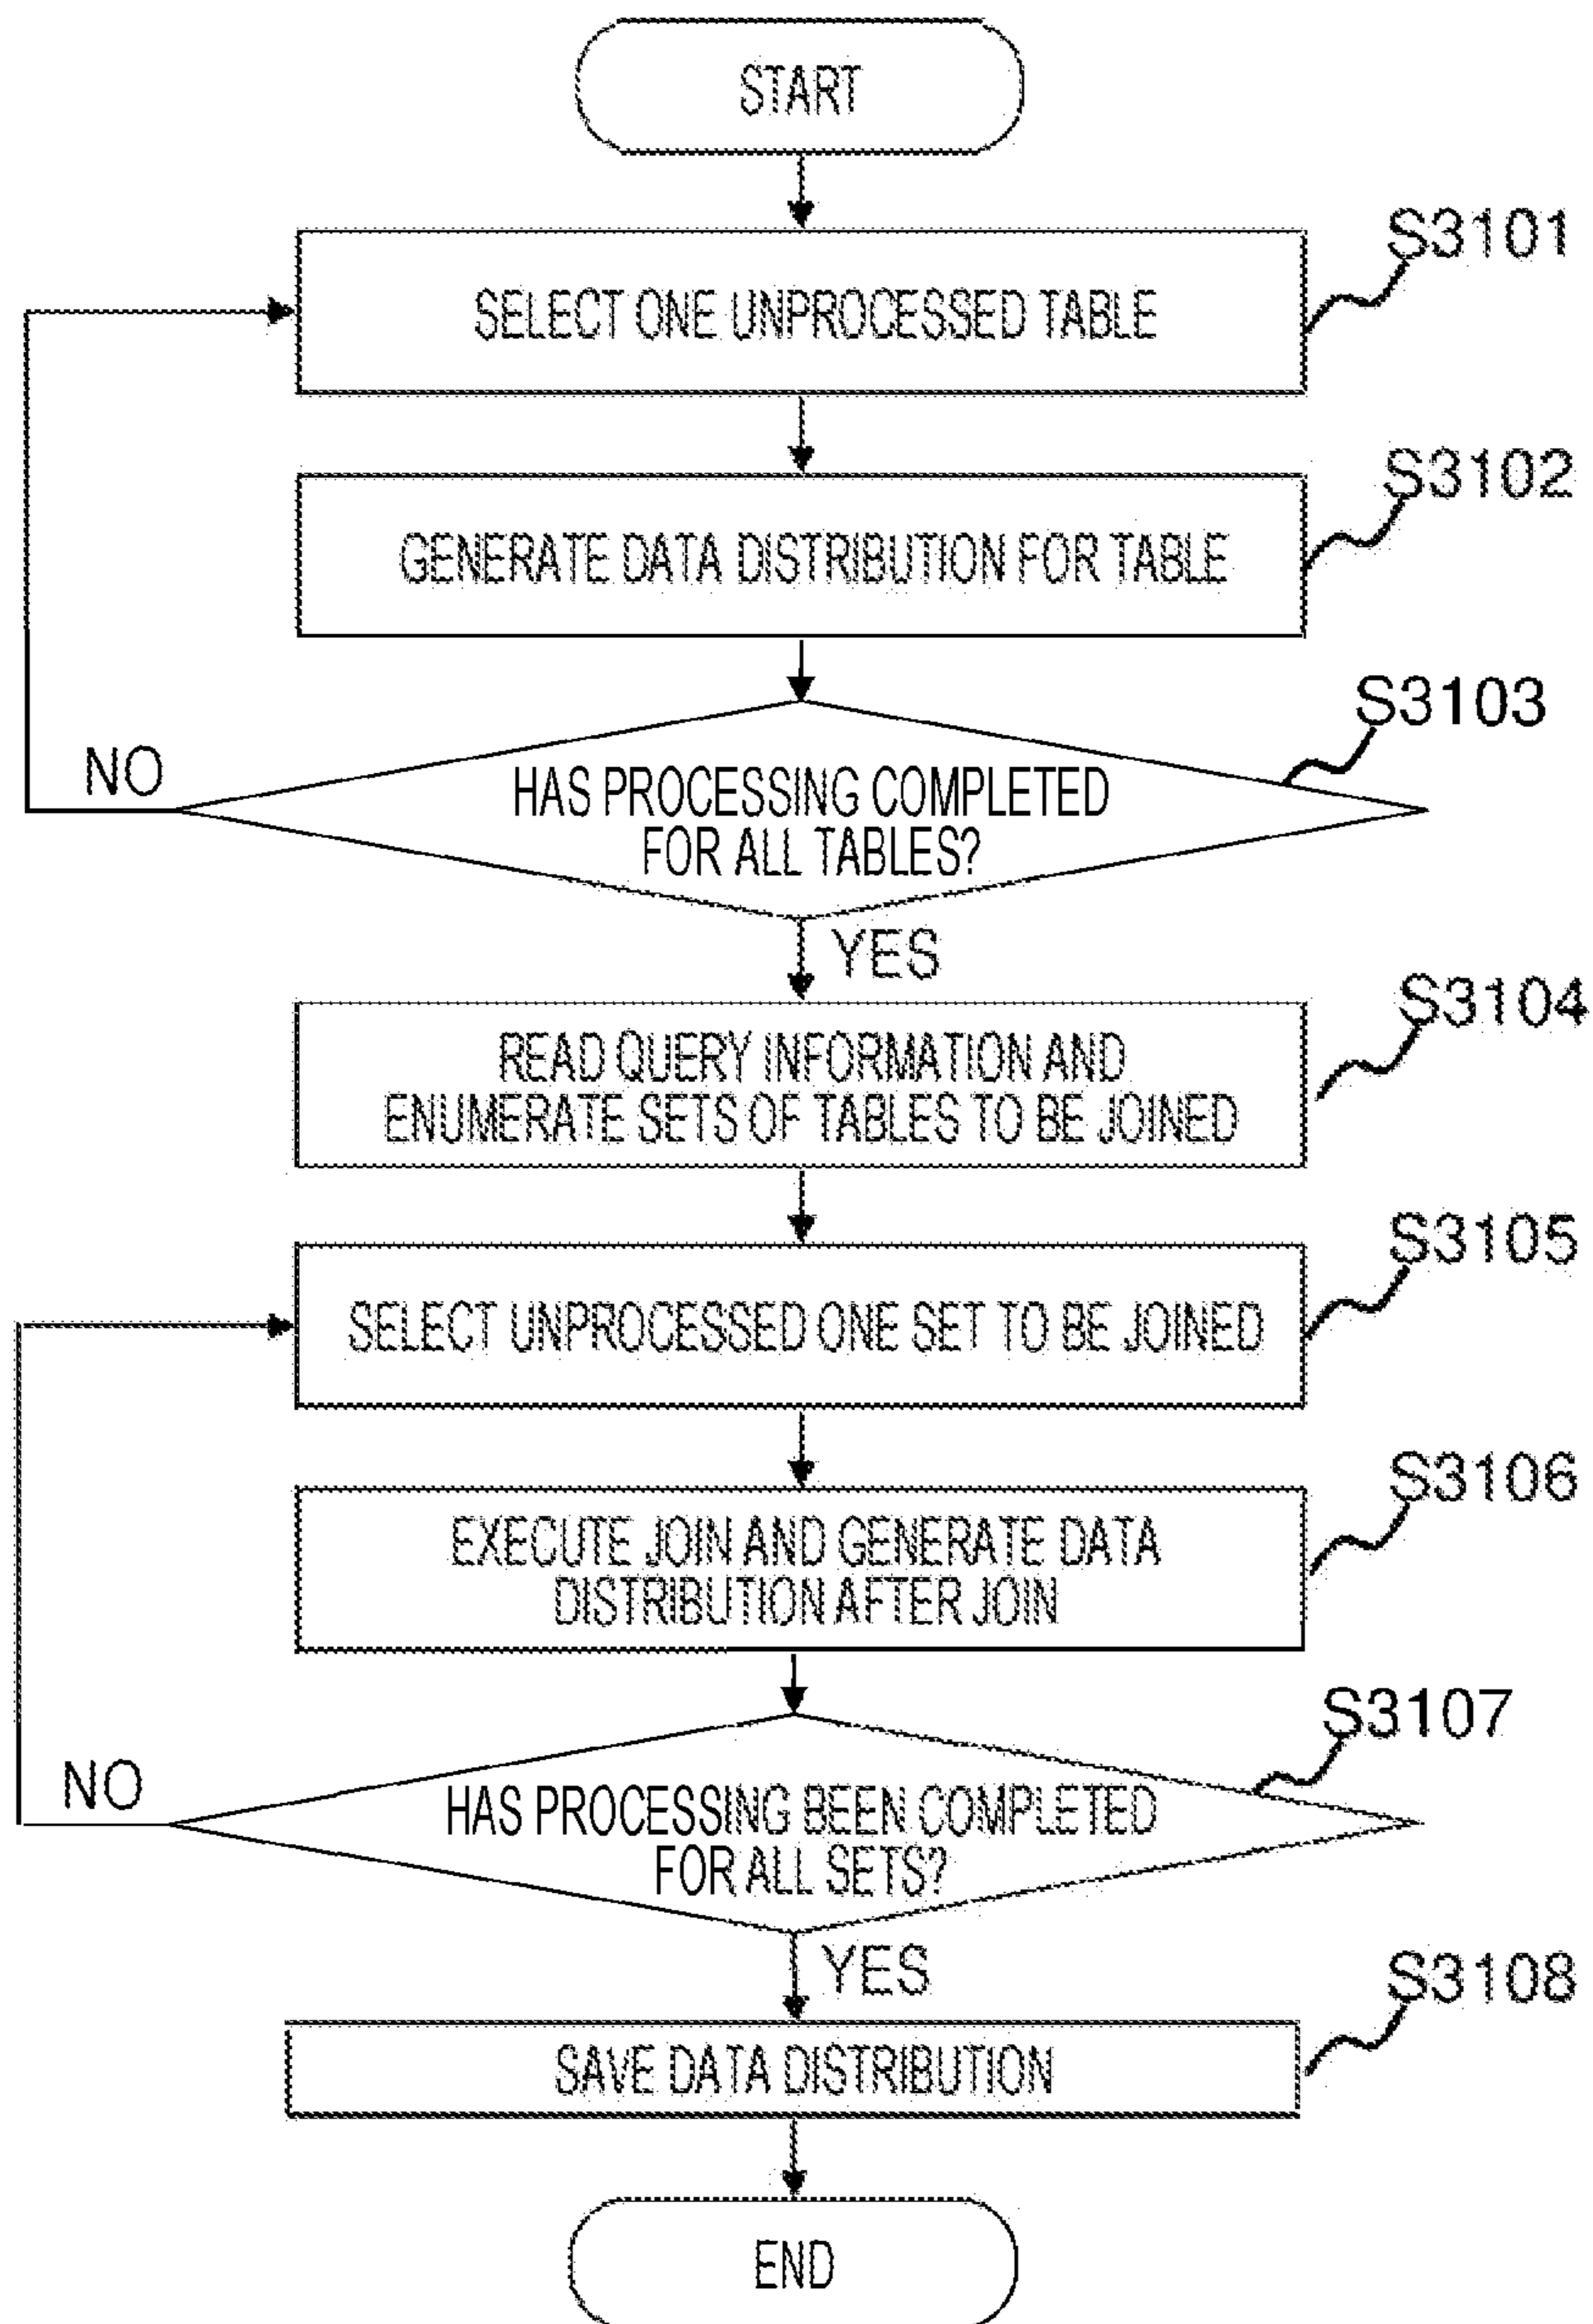 START
S3101
SELECT ONE UNPROCESSED TABLE
S3102
GENERATE DATA DISTRIBUTION FOR TABLE
S3103
NO
HAS PROCESSING COMPLETED
FOR ALL TABLES?
YES
S3104
READ QUERY INFORMATION AND
ENUMERATE SETS OF TABLES TO BE JOINED
S3105
SELECT UNPROCESSED ONE SET TO BE JOINED
S3106
EXECUTE JOIN AND GENERATE DATA
DISTRIBUTION AFTER JOIN
S3107
NO
HAS PROCESSING BEEN COMPLETED
FOR ALL SETS?
YES
S3108
SAVE DATA DISTRIBUTION
END